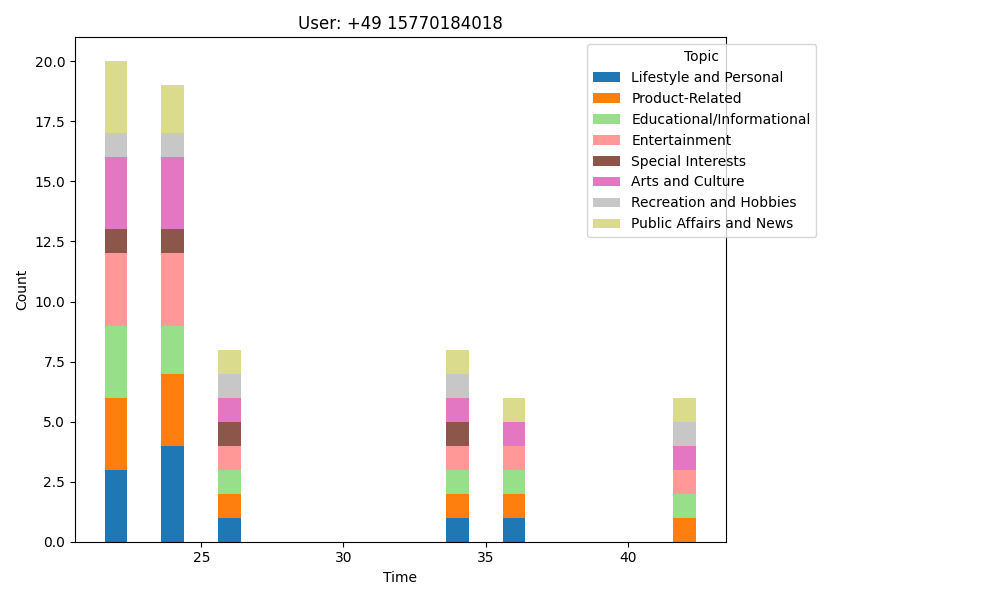 User: +49 15770184018
Topic
Lifestyle and Personal
Product-Related
Educational/Informational
Entertainment
Special Interests
Arts and Culture
Recreation and Hobbies
Public Affairs and News
Count
20.0
17.5
15.0
12.5
10.0
7.5
5.0
2.5
0.0
25 30 35 40
Time